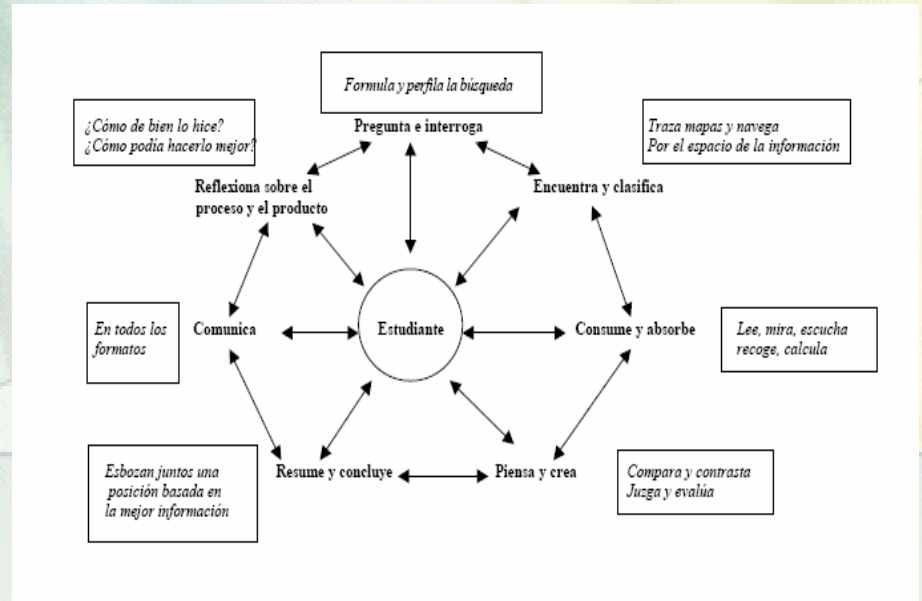 Formula y perfila la búsqueda
Pregunta e interroga
¿Cómo de bien lo hice?
¿Cómo podía hacerlo mejor?
Traza mapas y navega
Por el espacio de la información
Reflexiona sobre el
proceso y el producto
Encuentra y clasifica
En todos los
formatos
Comunica
Estudiante
Consume y absorbe
Lee, mira, escucha
recoge, calcula
Esbozan juntos una
posición basada en
la mejor información
Resume y concluye
Piensa y crea
Compara y contrasta
Juzga y evalúa